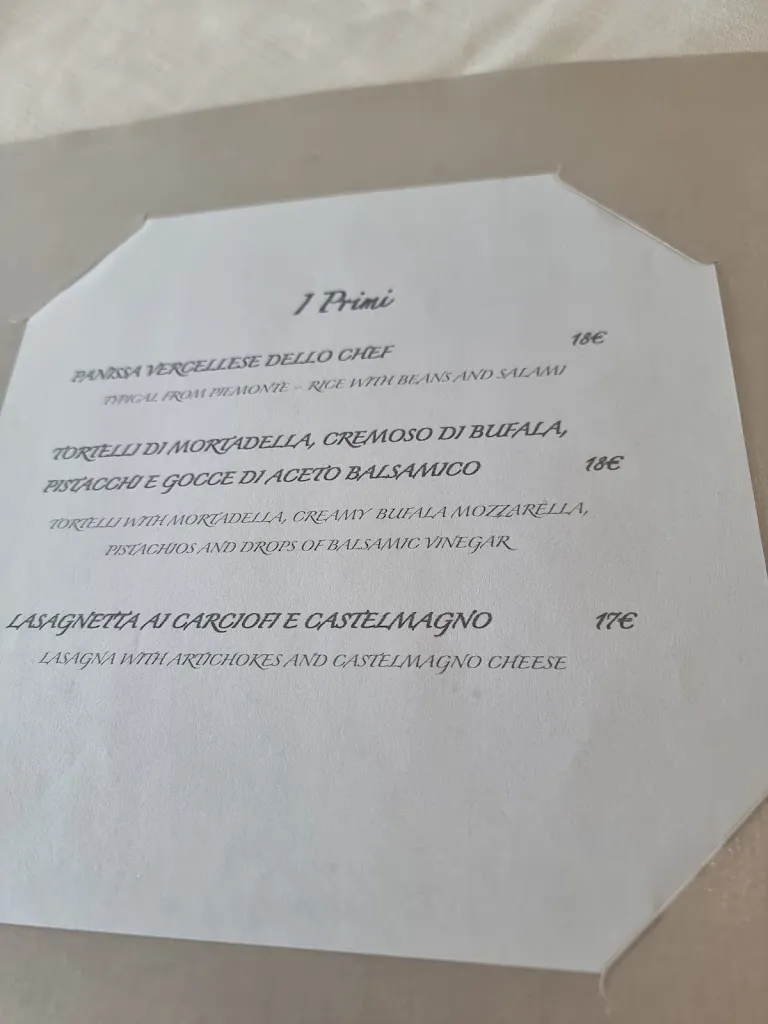 I Primi
PANISSA VERCELLESE DELLO CHEF 18€
TYPICAL FROM PIEMONTE - RICE WITH BEANS AND SALAMI
TORTELLI DI MORTADELLA, CREMOSO DI BUFALA,
PISTACCHI E GOCCE DI ACETO BALSAMICO 18€
TORTELLI WITH MORTADELLA, CREAMY BUFALA MOZZARÈLLA,
PISTACHIOS AND DROPS OF BALSAMIC VINEGAR
LASAGNETTA AI CARCIOFI E CASTELMAGNO 17€
LASAGNA WITH ARTICHOKES AND CASTELMAGNO CHEESE